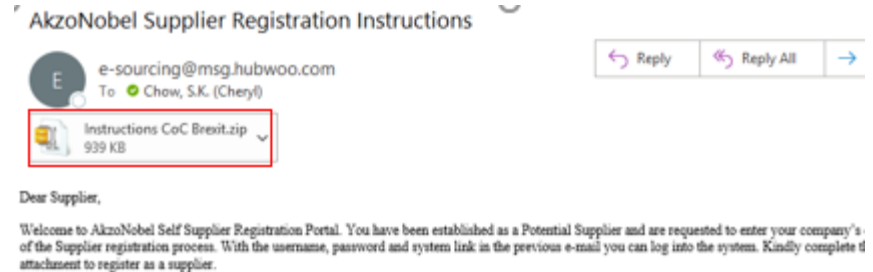 AkzoNobel Supplier Registration Instructions
Reply
Reply All
E
e-sourcing@msg.hubwoo.com
To Chow, S.K. (Cheryl)
Instructions CoC Brexit.zip
939 KB
Dear Supplier,
Welcome to AkzoNobel Self Supplier Registration Portal. You have been established as a Potential Supplier and are requested to enter your company's
of the Supplier registration process. With the username, password and system link in the previous e-mail you can log into the system. Kindly complete
attachment to register as a supplier.